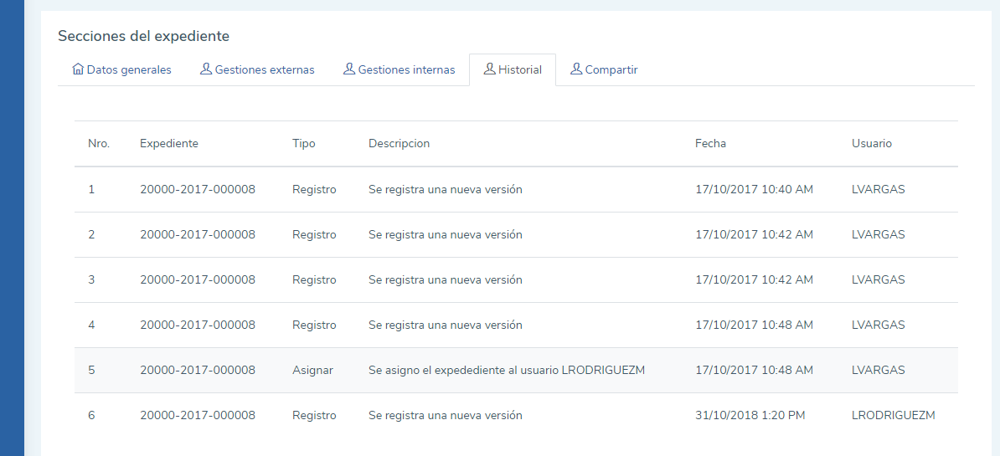 Secciones del expediente
Datos generales Gestiones externas Gestiones internas Historial Compartir
Nro. Expediente Tipo Descripcion Fecha Usuario
1 20000-2017-000008 Registro Se registra una nueva versión 17/10/2017 10:40 AM LVARGAS
2 20000-2017-000008 Registro Se registra una nueva versión 17/10/2017 10:42 AM LVARGAS
3 20000-2017-000008 Registro Se registra una nueva versión 17/10/2017 10:42 AM LVARGAS
4 20000-2017-000008 Registro Se registra una nueva versión 17/10/2017 10:48 AM LVARGAS
5 20000-2017-000008 Asignar Se asigno el expedediente al usuario LRODRIGUEZM 17/10/2017 10:48 AM LVARGAS
6 20000-2017-000008 Registro Se registra una nueva versión 31/10/2018 1:20 PM LRODRIGUEZM